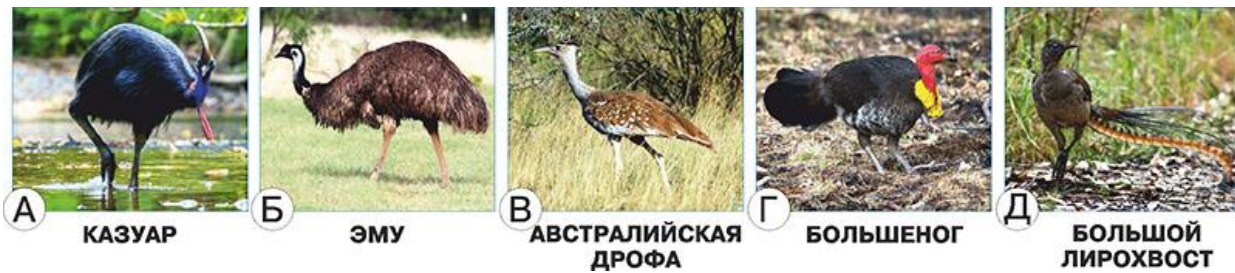 А
Б
В
Г
Д
КАЗУАР
ЭМУ
АВСТРАЛИЙСКАЯ
ДРОФА
БОЛЬШЕНОГ
БОЛЬШОЙ
ЛИРОХВОСТ